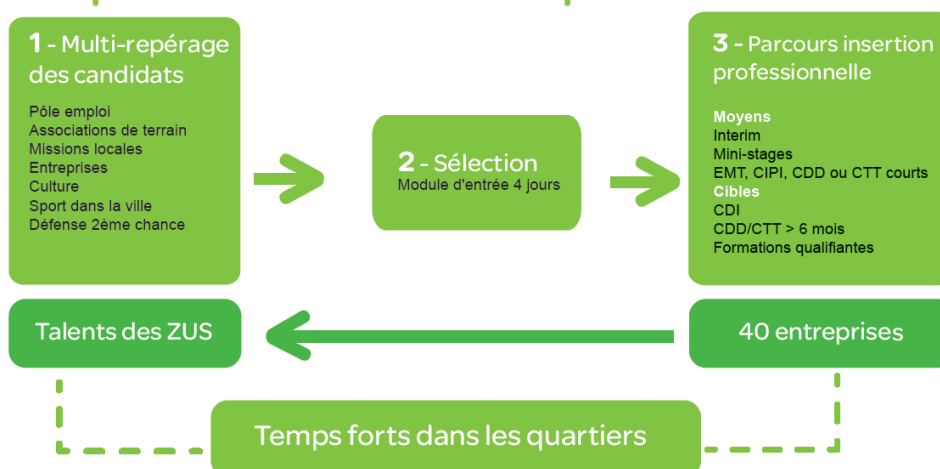 1 - Multi-repérage
des candidats
Pôle emploi
Associations de terrain
Missions locales
Entreprises
Culture
Sport dans la ville
Défense 2ème chance
2 - Sélection
Module d'entrée 4 jours
3 - Parcours insertion
professionnelle
Moyens
Interim
Mini-stages
EMT, CIPI, CDD ou CTT courts
Cibles
CDI
CDD/CTT > 6 mois
Formations qualifiantes
Talents des ZUS
40 entreprises
Temps forts dans les quartiers